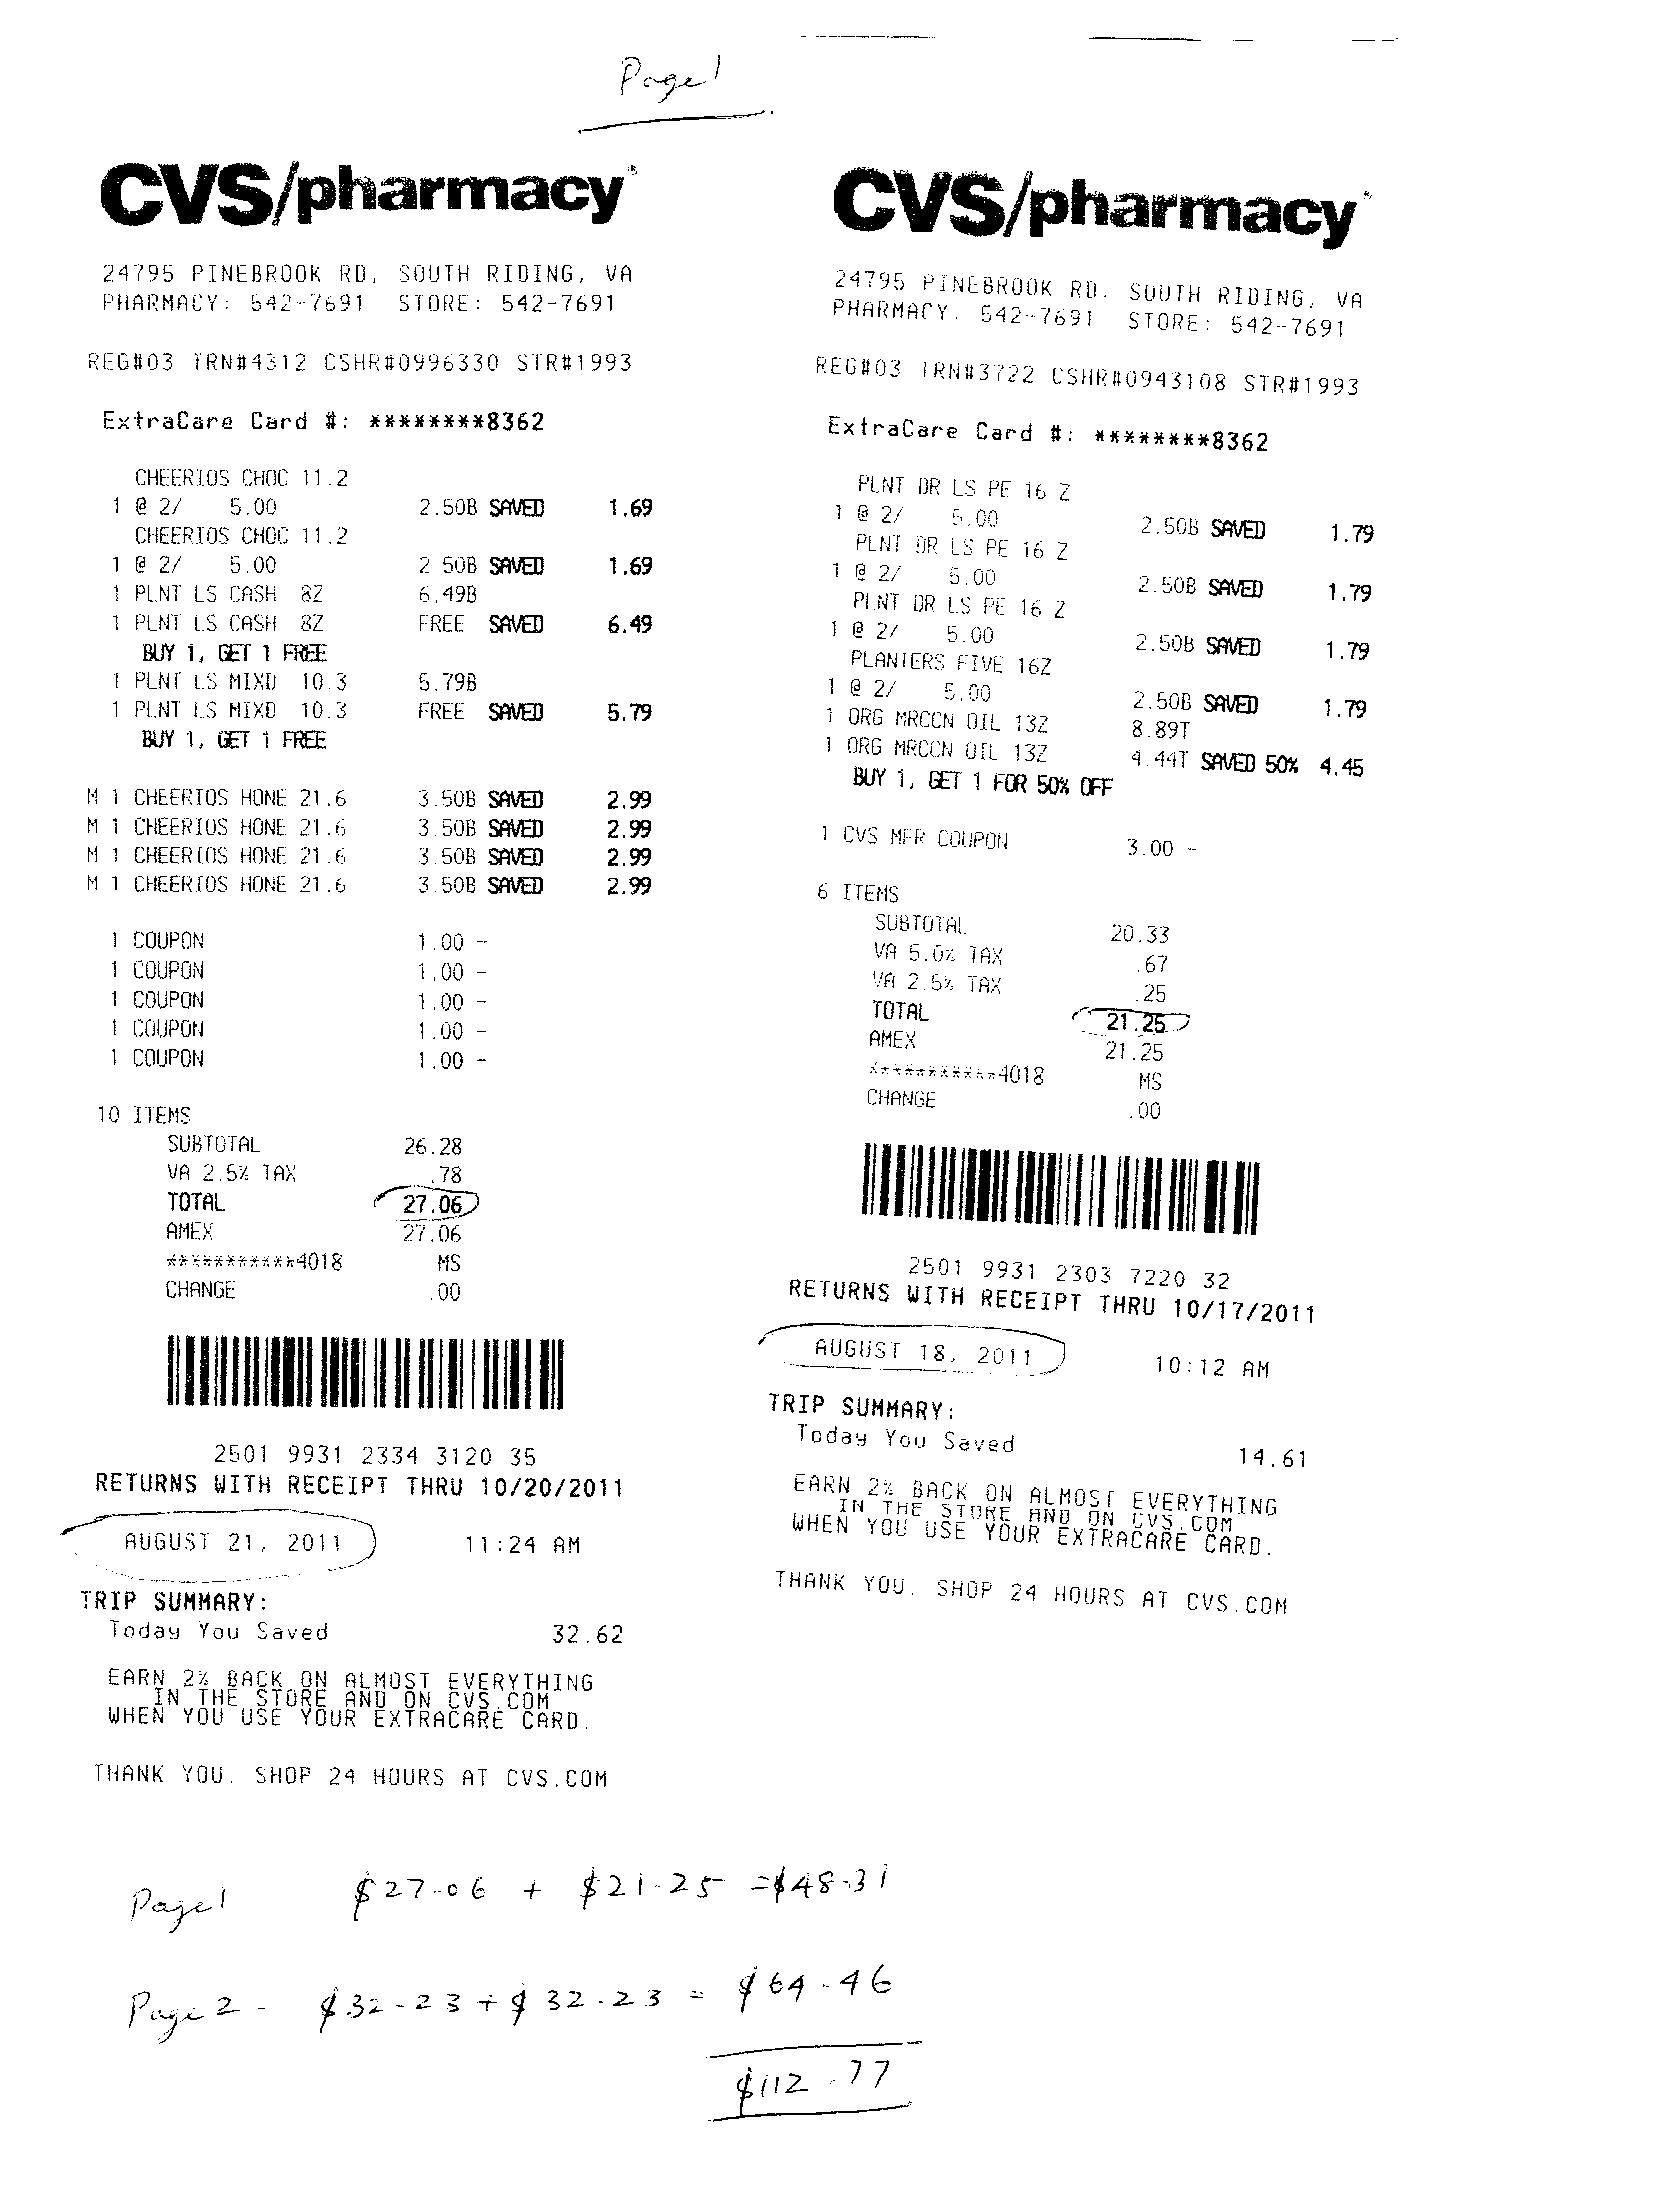 Page 1
CVS/pharmacy
24795 PINEBROOK RD, SOUTH RIDING, VA
PHARMACY: 542-7691 STORE: 542-7691
REG#03 TRN#4312 CSHR#0996330 STR#1993
ExtraCare Card #: ********8362
CHEERIOS CHOC 11.2
1 @ 2/ 5.00 2.50B SAVED 1.69
CHEERIOS CHOC 11.2
1 @ 2/ 5.00 2.50B SAVED 1.69
1 PLNT LS CASH 8Z 6.49B
1 PLNT LS CASH 8Z FREE SAVED 6.49
BUY 1, GET 1 FREE
1 PLNT LS MIXD 10.3 5.79B
1 PLNT LS MIXD 10.3 FREE SAVED 5.79
BUY 1, GET 1 FREE
M 1 CHEERIOS HONE 21.6 3.50B SAVED 2.99
M 1 CHEERIOS HONE 21.6 3.50B SAVED 2.99
M 1 CHEERIOS HONE 21.6 3.50B SAVED 2.99
M 1 CHEERIOS HONE 21.6 3.50B SAVED 2.99
1 COUPON 1.00 -
1 COUPON 1.00 -
1 COUPON 1.00 -
1 COUPON 1.00 -
1 COUPON 1.00 -
10 ITEMS
SUBTOTAL 26.28
VA 2.5% TAX .78
TOTAL 27.06
AMEX 27.06
***********4018 MS
CHANGE .00
2501 9931 2334 3120 35
RETURNS WITH RECEIPT THRU 10/20/2011
AUGUST 21, 2011 11:24 AM
TRIP SUMMARY:
Today You Saved 32.62
EARN 2% BACK ON ALMOST EVERYTHING
IN THE STORE AND ON CVS.COM
WHEN YOU USE YOUR EXTRACARE CARD.
THANK YOU. SHOP 24 HOURS AT CVS.COM
CVS/pharmacy
24795 PINEBROOK RD, SOUTH RIDING, VA
PHARMACY: 542-7691 STORE: 542-7691
REG#03 TRN#3722 CSHR#0943108 STR#1993
ExtraCare Card #: ********8362
PLNT DR LS PE 16 Z
1 @ 2/ 5.00 2.50B SAVED 1.79
PLNT DR LS PE 16 Z
1 @ 2/ 5.00 2.50B SAVED 1.79
PLNT DR LS PE 16 Z
1 @ 2/ 5.00 2.50B SAVED 1.79
PLANTERS FIVE 16Z
1 @ 2/ 5.00 2.50B SAVED 1.79
1 ORG MRCCN OIL 13Z 8.89T
1 ORG MRCCN OIL 13Z 4.44T SAVED 50% 4.45
BUY 1, GET 1 FOR 50% OFF
1 CVS MFR COUPON 3.00 -
6 ITEMS
SUBTOTAL 20.33
VA 5.0% TAX .67
VA 2.5% TAX .25
TOTAL 21.25
AMEX 21.25
***********4018 MS
CHANGE .00
2501 9931 2303 7220 32
RETURNS WITH RECEIPT THRU 10/17/2011
AUGUST 18, 2011 10:12 AM
TRIP SUMMARY:
Today You Saved 14.61
EARN 2% BACK ON ALMOST EVERYTHING
IN THE STORE AND ON CVS.COM
WHEN YOU USE YOUR EXTRACARE CARD.
THANK YOU. SHOP 24 HOURS AT CVS.COM
Page 1 $27.06 + $21.25 = $48.31
Page 2 - $32.23 + $32.23 = $64.46
$112.77